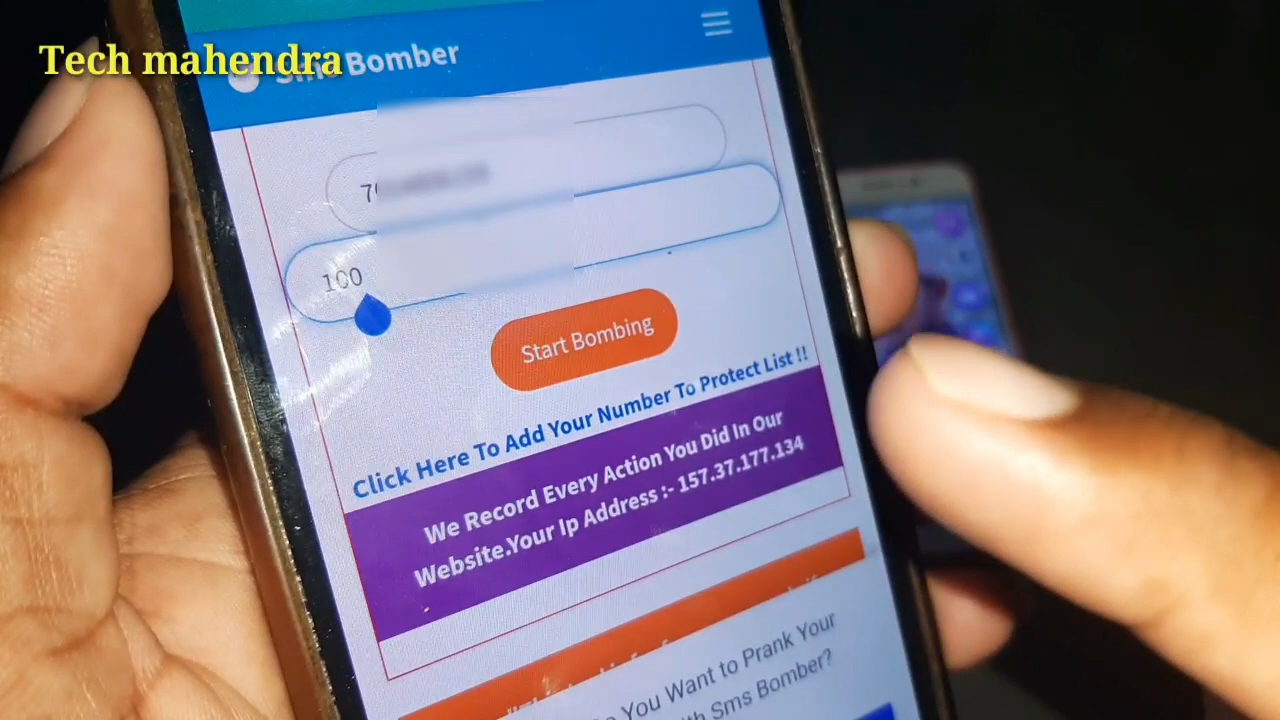 Tech mahendra
Sms Bomber
100
Start Bombing
Click Here To Add Your Number To Protect List !!
We Record Every Action You Did In Our
Website.Your Ip Address :- 157.37.177.134
You Want to Prank Your
Sms Bomber?